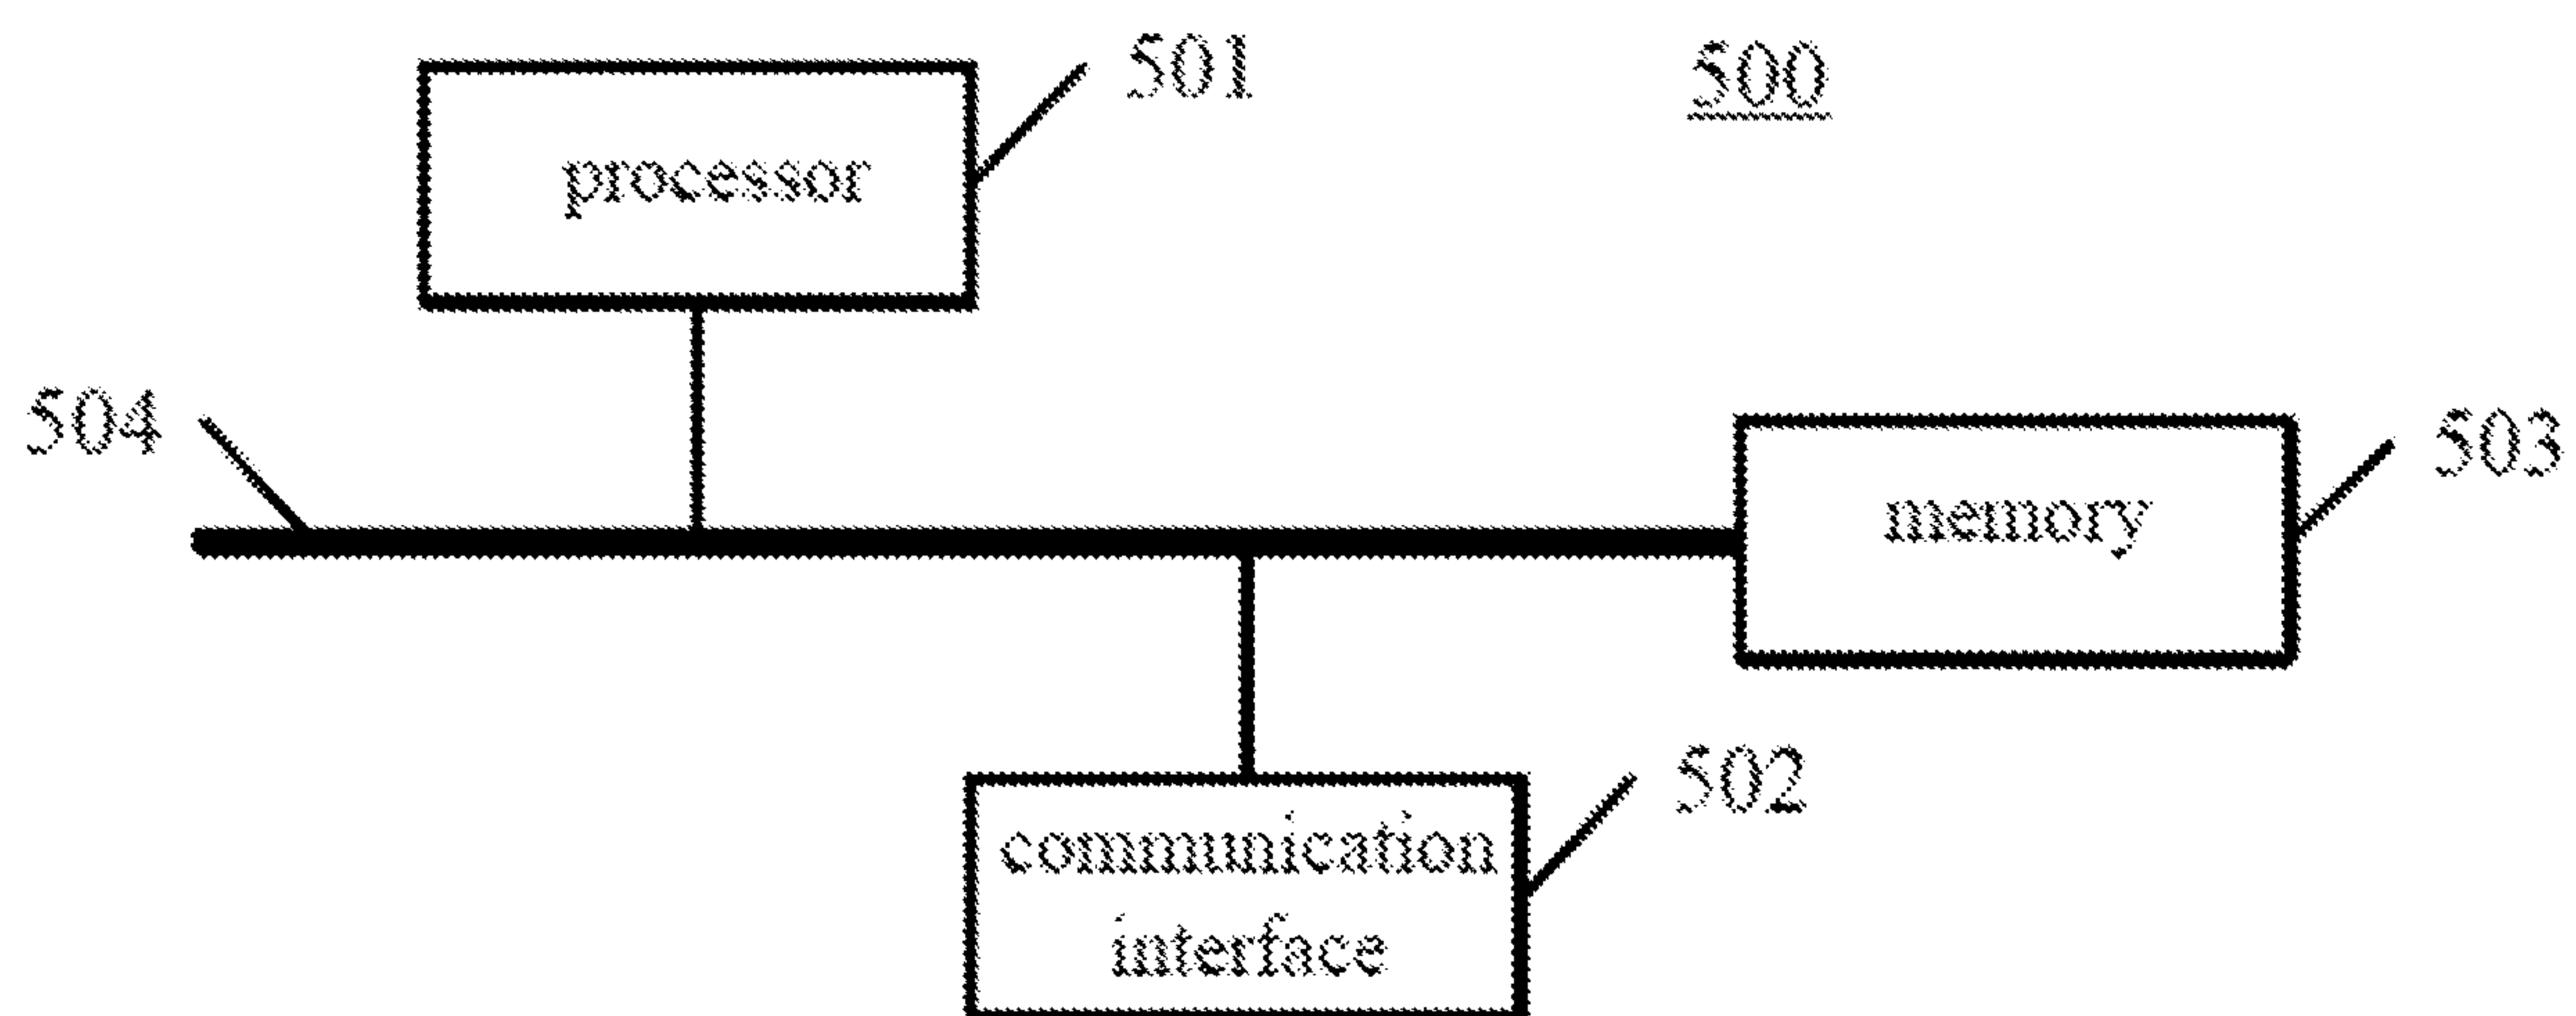 501
500
processor
504
503
memory
502
communication
interface